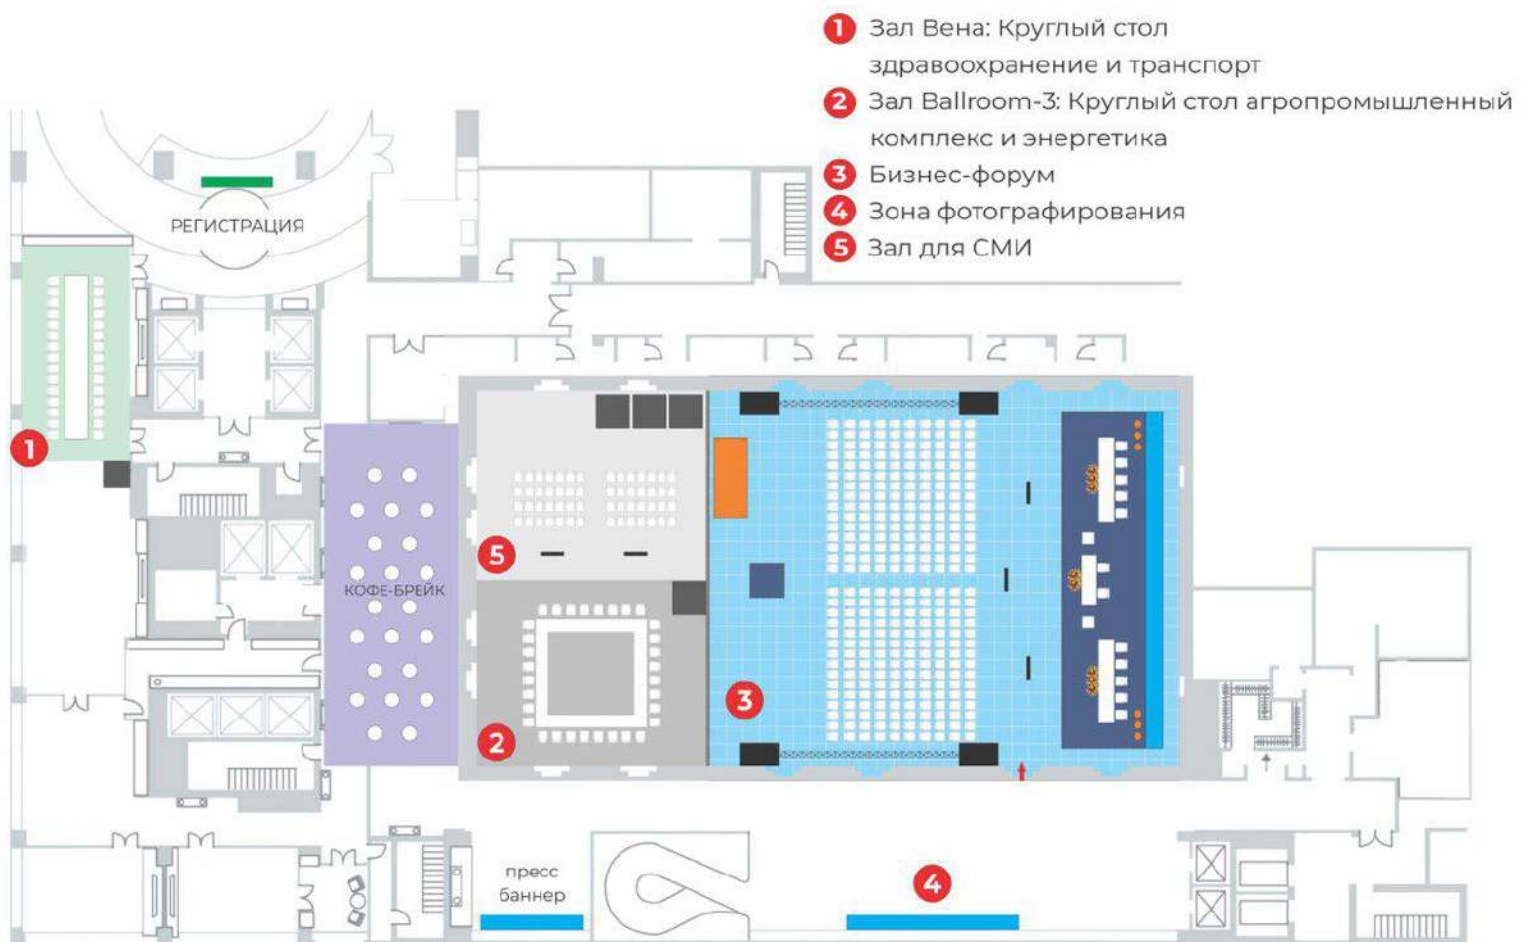 1 Зал Вена: Круглый стол
здравоохранение и транспорт
2 Зал Ballroom-3: Круглый стол агропромышленный
комплекс и энергетика
3 Бизнес-форум
4 Зона фотографирования
5 Зал для СМИ
РЕГИСТРАЦИЯ
1
5
КОФЕ-БРЕЙК
3
2
пресс
баннер
4